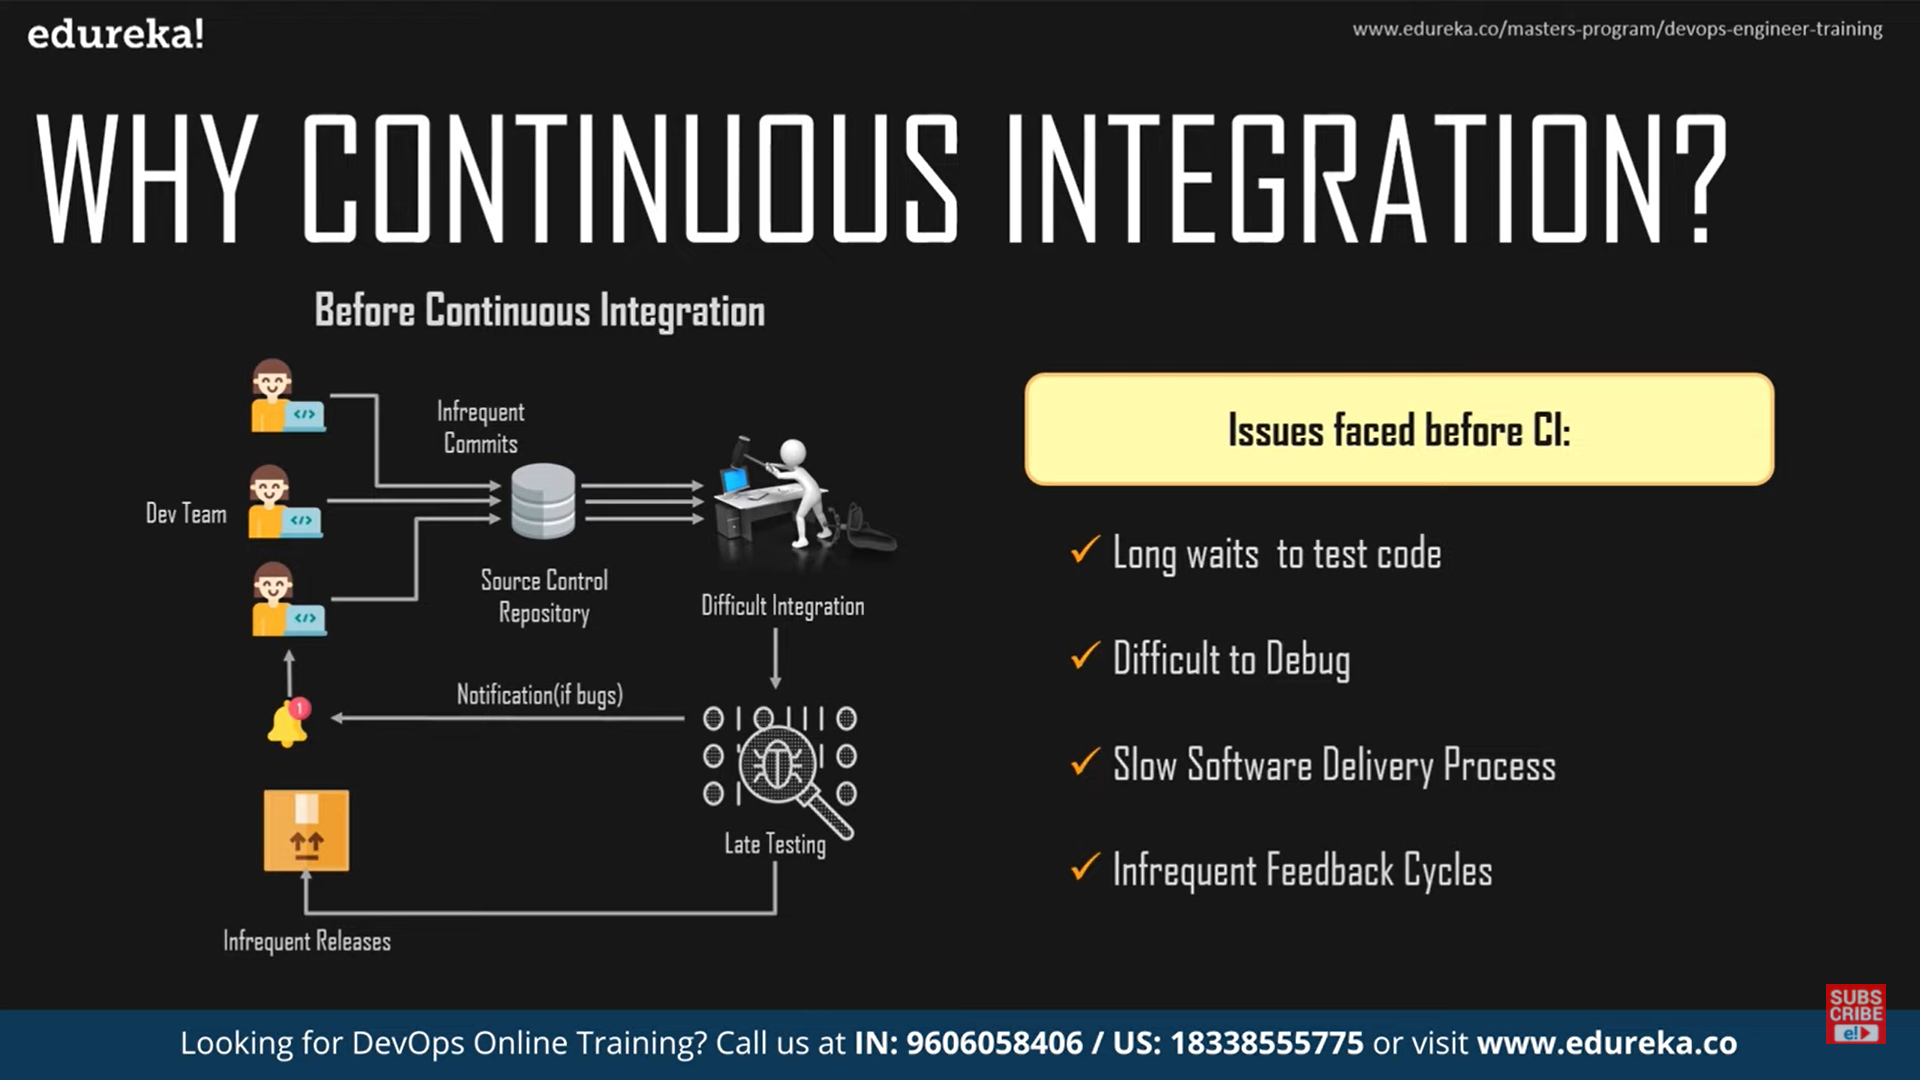 edureka!
www.edureka.co/masters-program/devops-engineer-training
WHY CONTINUOUS INTEGRATION?
Before Continuous Integration
Infrequent
Commits
Dev Team
Source Control
Repository
Difficult Integration
Notification(if bugs)
1
Late Testing
Infrequent Releases
Issues faced before CI:
✓ Long waits  to test code
✓ Difficult to Debug
✓ Slow Software Delivery Process
✓ Infrequent Feedback Cycles
SUBS
CRIBE
e!
Looking for DevOps Online Training? Call us at IN: 9606058406 / US: 18338555775 or visit www.edureka.co